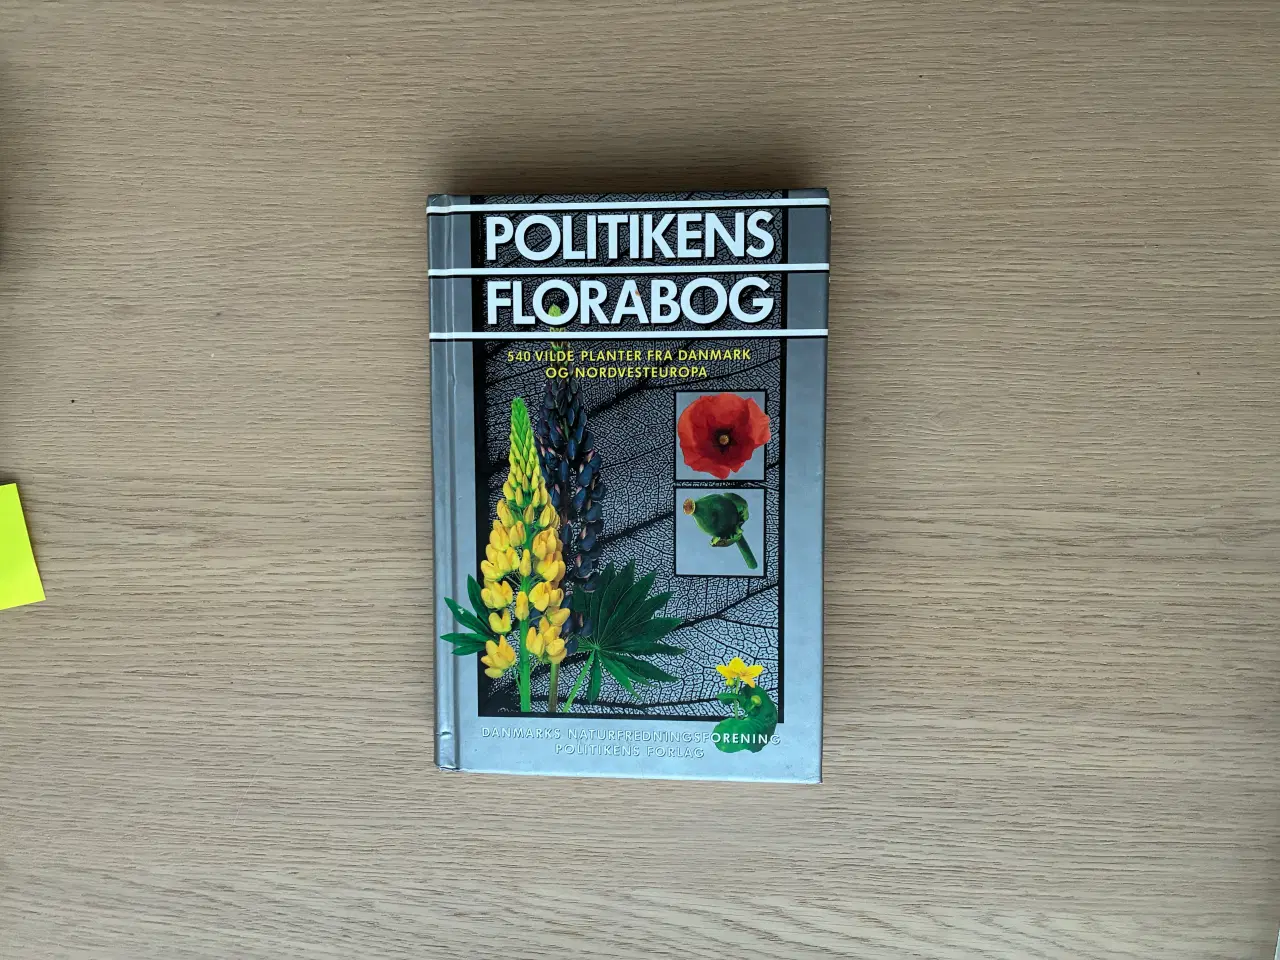 POLITIKENS
FLORABOG
540 VILDE PLANTER FRA DANMARK
OG NORDVESTEUROPA
DANMARKS NATURFREDNINGSFORENING
POLITIKENS FORLAG